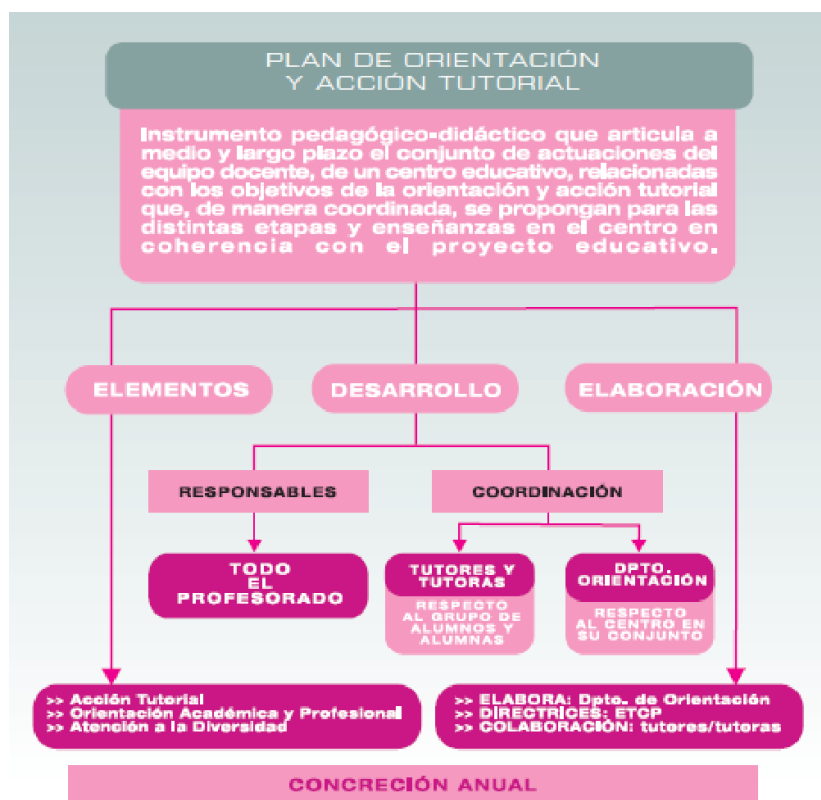 PLAN DE ORIENTACIÓN
Y ACCIÓN TUTORIAL
Instrumento pedagógico-didáctico que articula a
medio y largo plazo el conjunto de actuaciones del
equipo docente, de un centro educativo, relacionadas
con los objetivos de la orientación y acción tutorial
que, de manera coordinada, se propongan para las
distintas etapas y enseñanzas en el centro en
coherencia con el proyecto educativo.
ELEMENTOS
DESARROLLO
ELABORACIÓN
RESPONSABLES
COORDINACIÓN
TODO
EL
PROFESORADO
TUTORES Y
TUTORAS
RESPECTO
AL GRUPO DE
ALUMNOS Y
ALUMNAS
DPTO.
ORIENTACIÓN
RESPECTO
AL CENTRO EN
SU CONJUNTO
>> Acción Tutorial
>> Orientación Académica y Profesional
>> Atención a la Diversidad
>> ELABORA: Dpto. de Orientación
>> DIRECTRICES: ETCP
>> COLABORACIÓN: tutores/tutoras
CONCRECIÓN ANUAL